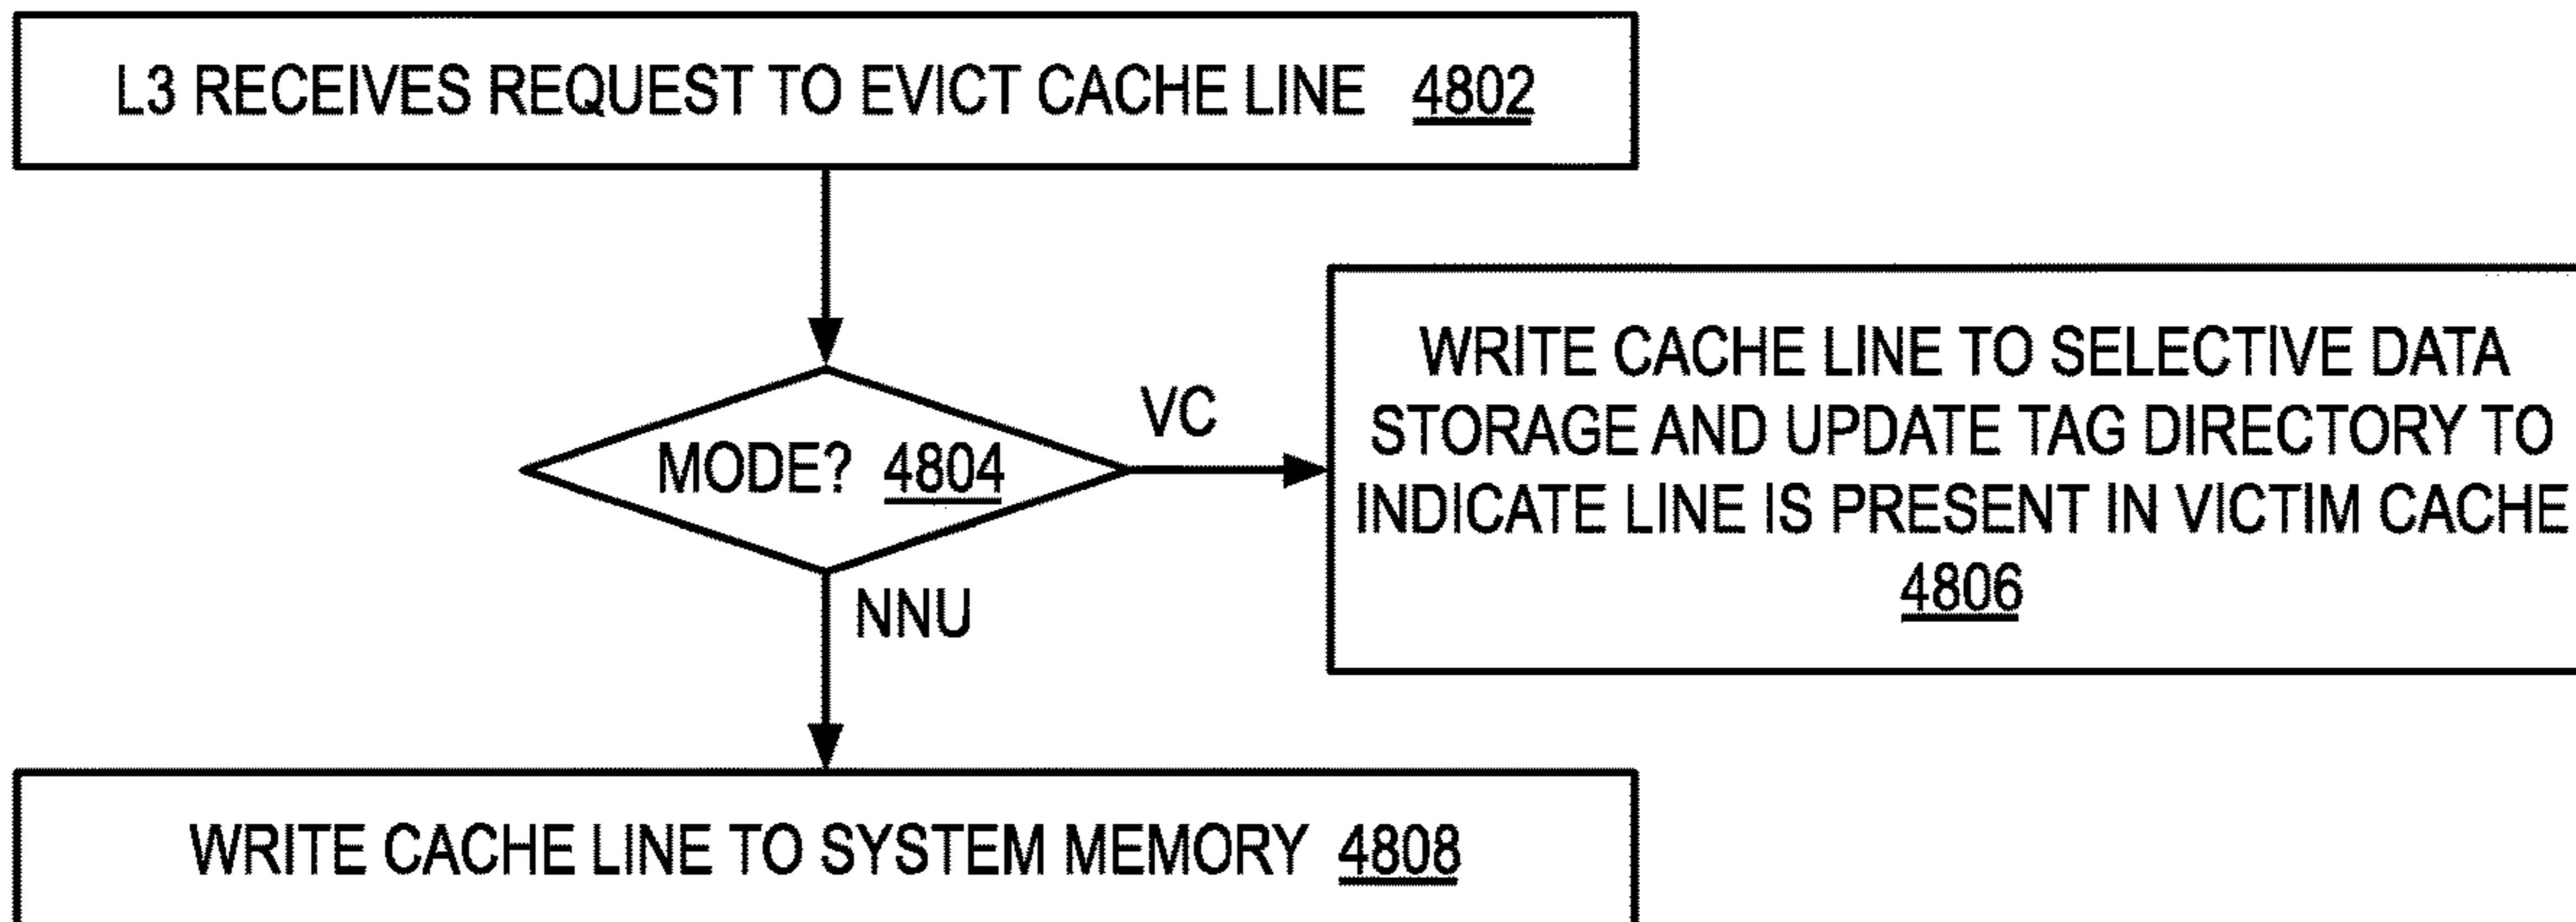 L3 RECEIVES REQUEST TO EVICT CACHE LINE 4802
MODE? 4804
VC
WRITE CACHE LINE TO SELECTIVE DATA
STORAGE AND UPDATE TAG DIRECTORY TO
INDICATE LINE IS PRESENT IN VICTIM CACHE
4806
NNU
WRITE CACHE LINE TO SYSTEM MEMORY 4808